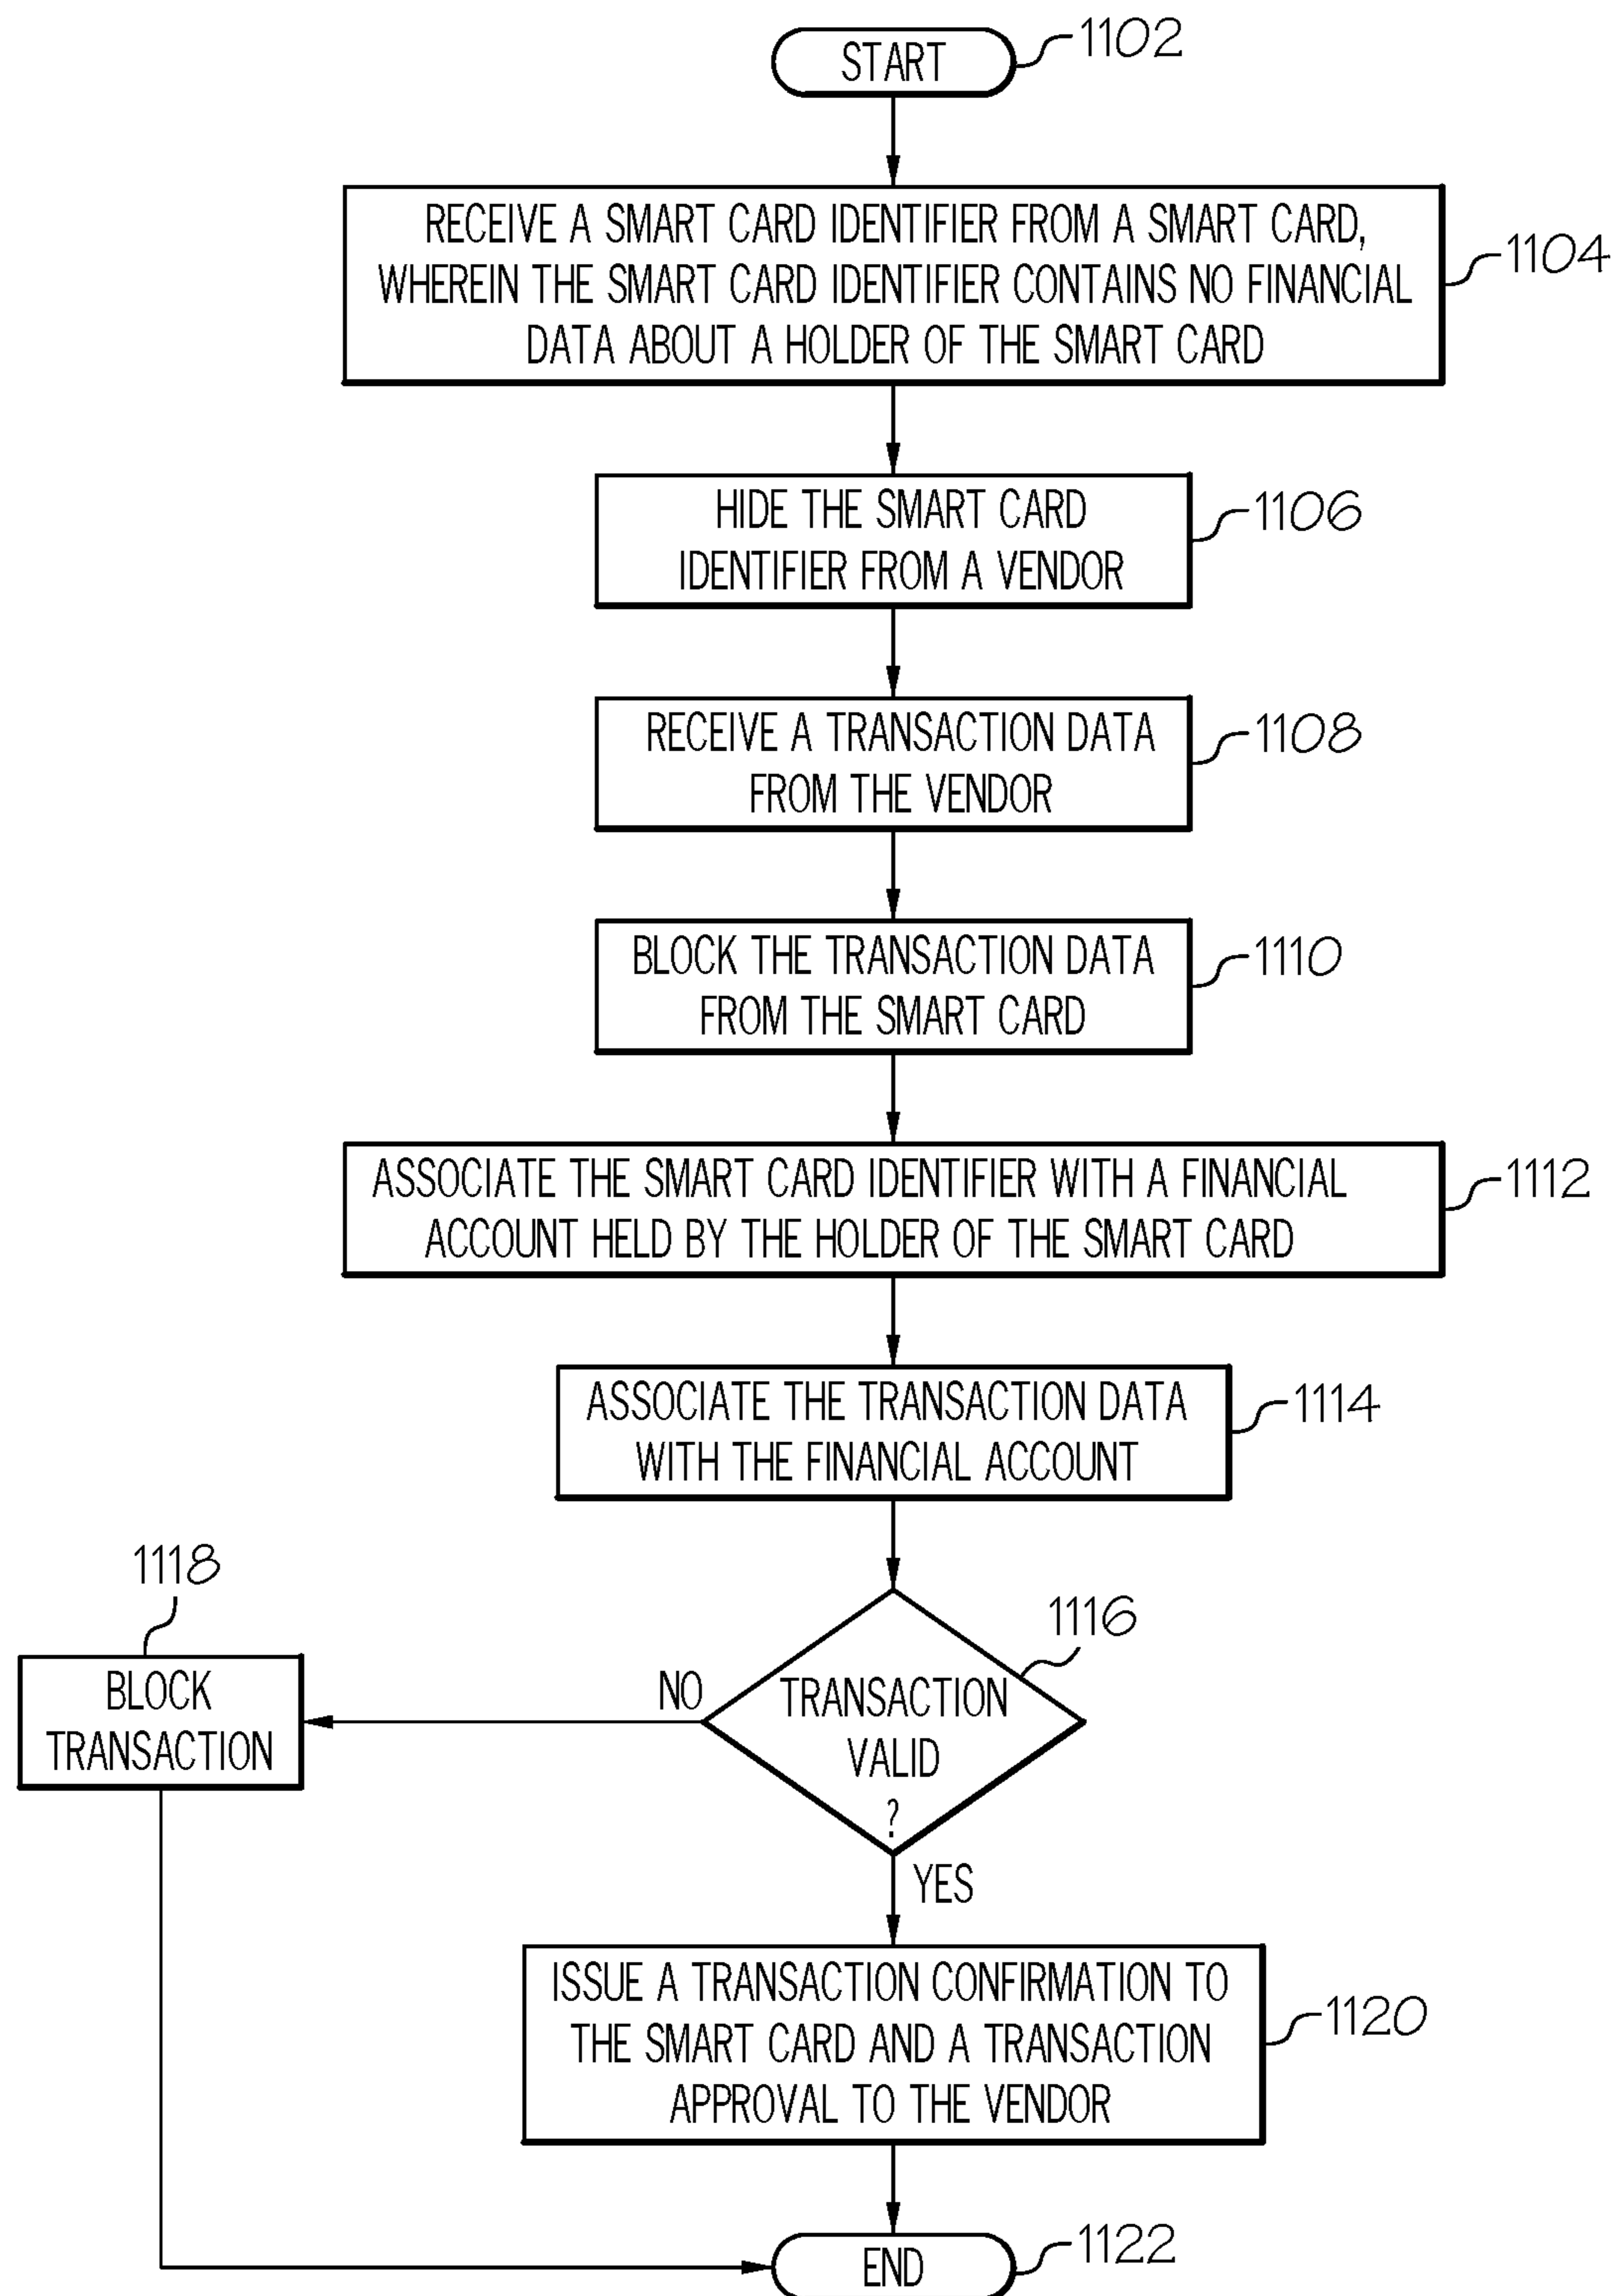 START
1102
RECEIVE A SMART CARD IDENTIFIER FROM A SMART CARD,
WHEREIN THE SMART CARD IDENTIFIER CONTAINS NO FINANCIAL
DATA ABOUT A HOLDER OF THE SMART CARD
1104
HIDE THE SMART CARD
IDENTIFIER FROM A VENDOR
1106
RECEIVE A TRANSACTION DATA
FROM THE VENDOR
1108
BLOCK THE TRANSACTION DATA
FROM THE SMART CARD
1110
ASSOCIATE THE SMART CARD IDENTIFIER WITH A FINANCIAL
ACCOUNT HELD BY THE HOLDER OF THE SMART CARD
1112
ASSOCIATE THE TRANSACTION DATA
WITH THE FINANCIAL ACCOUNT
1114
TRANSACTION
VALID
?
1116
NO
1118
BLOCK
TRANSACTION
YES
ISSUE A TRANSACTION CONFIRMATION TO
THE SMART CARD AND A TRANSACTION
APPROVAL TO THE VENDOR
1120
END
1122